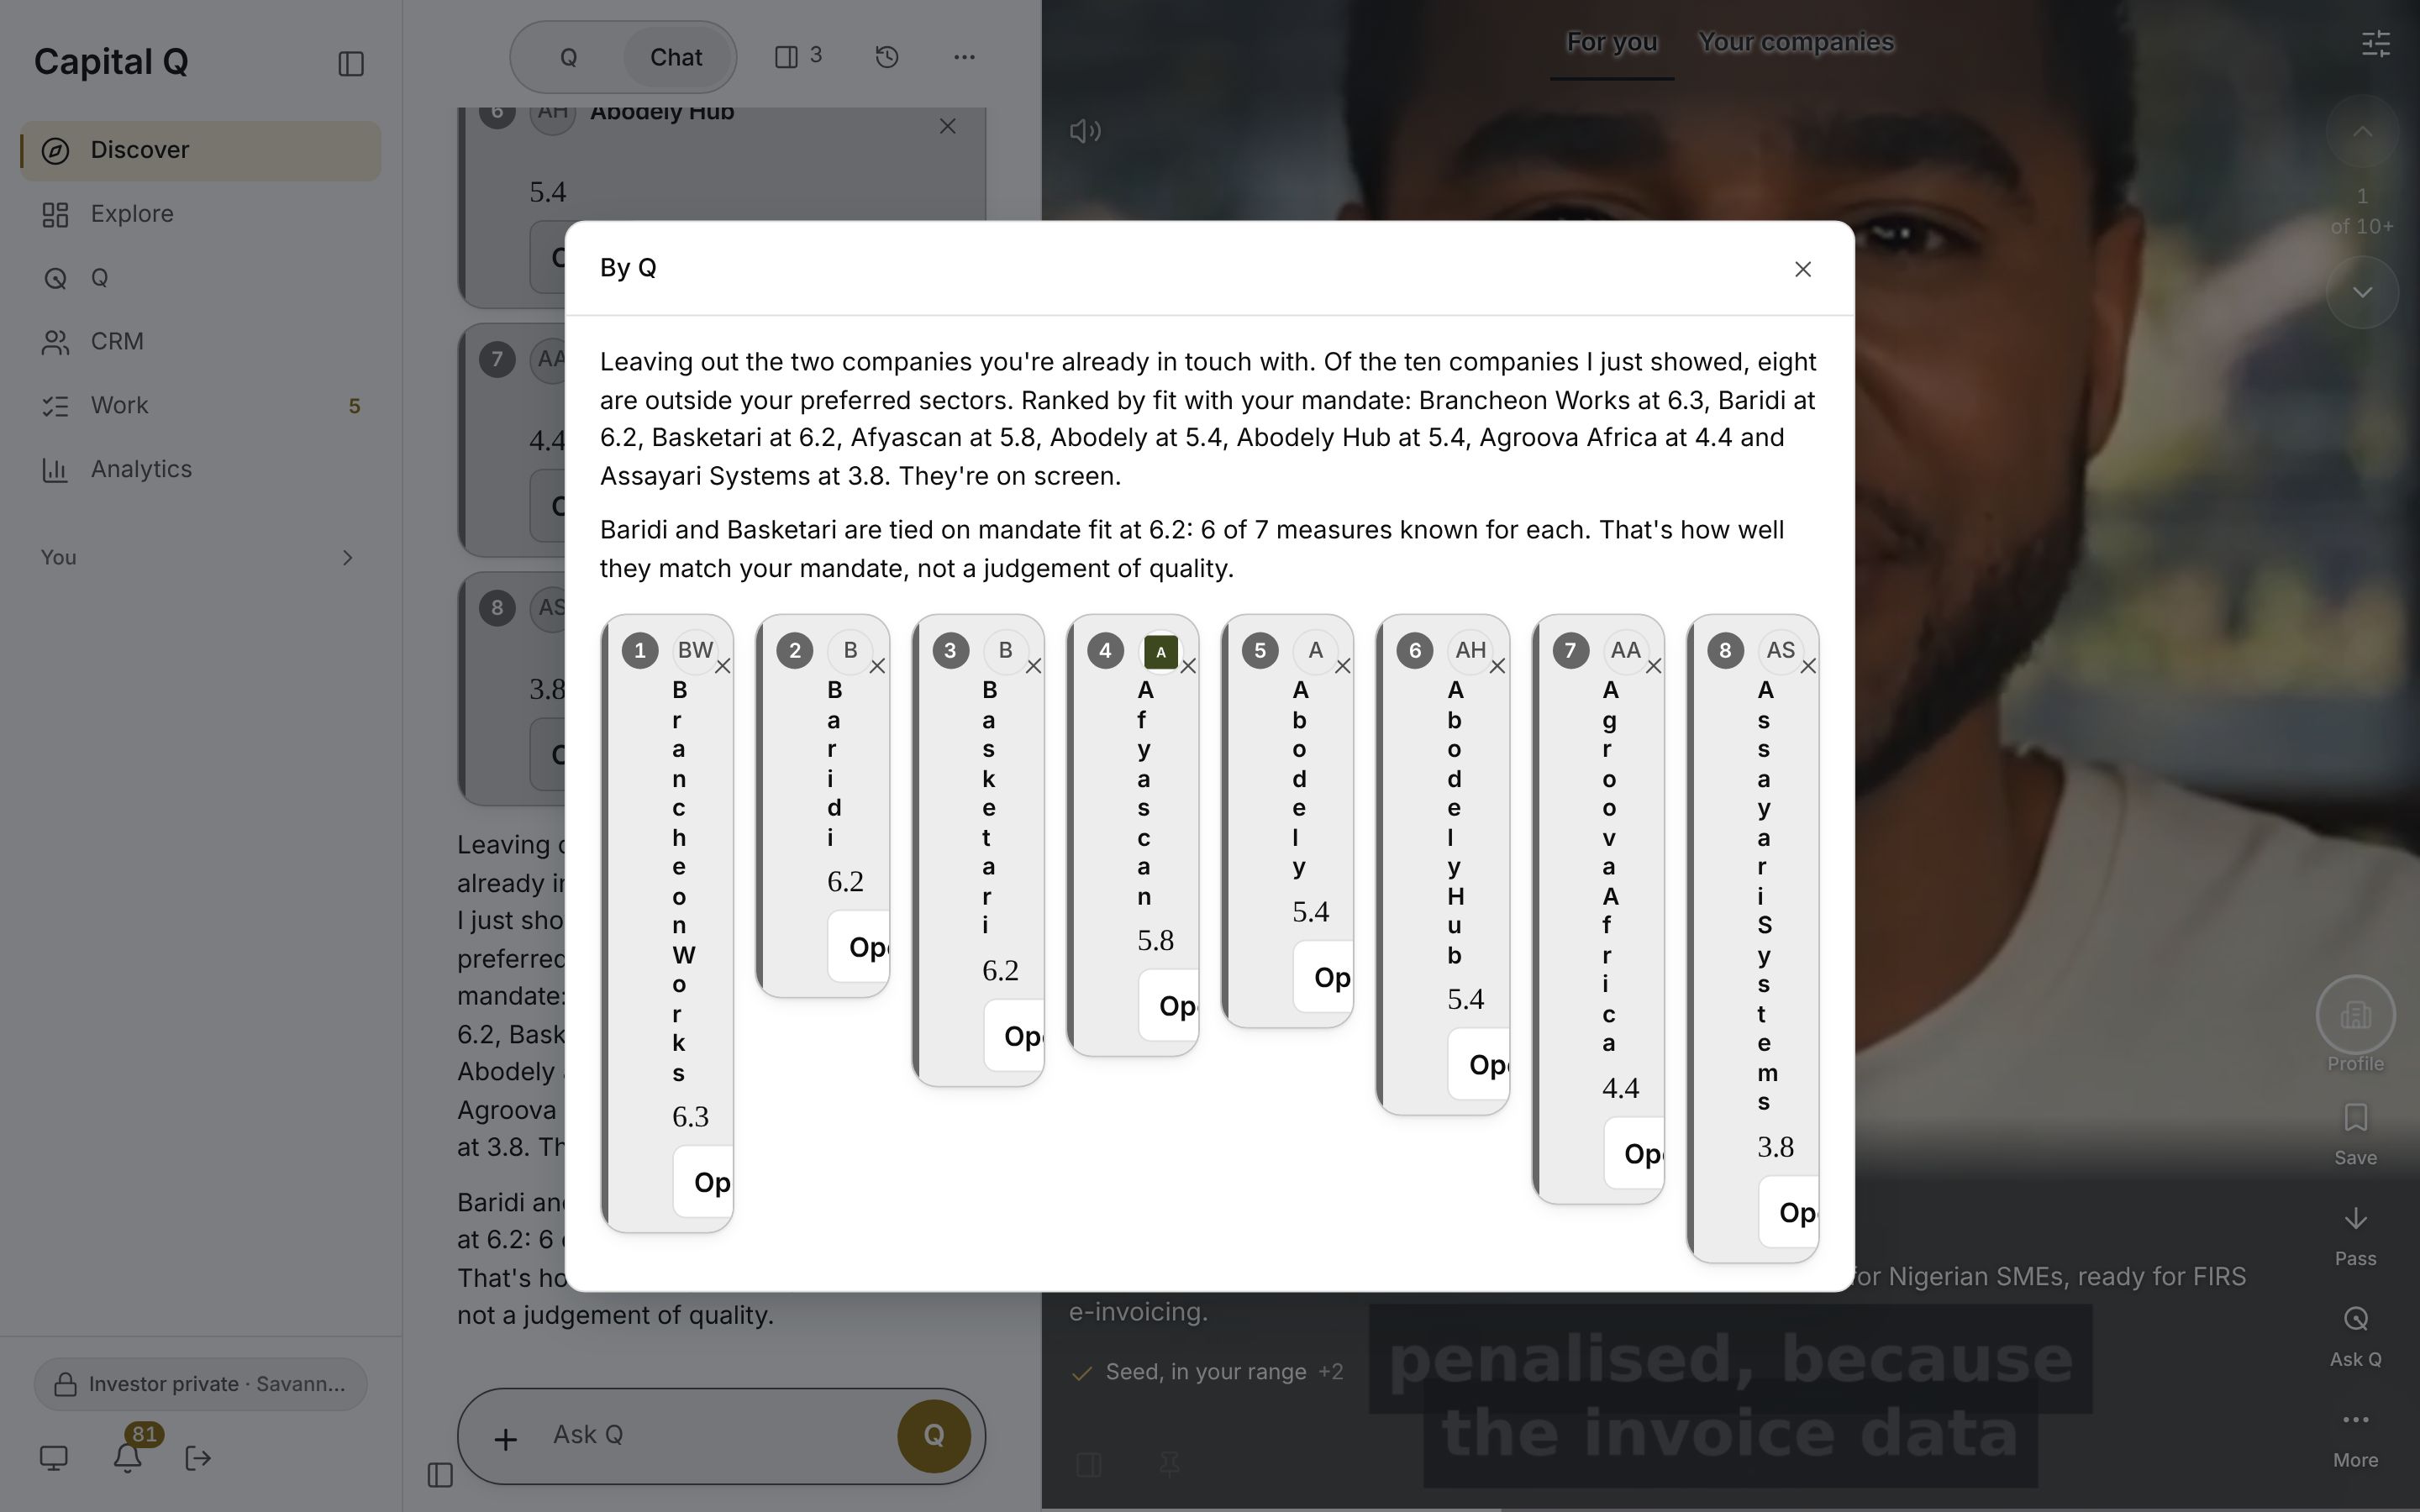 Capital Q
Discover
Explore
Q
CRM
Work 5
Analytics
You
Investor private · Savann...
81
Q Chat 3
6 AH Abodely Hub
5.4
7
4.4
8
3.8
Leaving
already
I just
preferred
mandate:
6.2,
Abodely
Agroova
at 3.8.
Baridi
at 6.2: 6
That's
not a judgement of quality.
Ask Q
Q
For you Your companies
1
of 10+
By Q
Leaving out the two companies you're already in touch with. Of the ten companies I just showed, eight
are outside your preferred sectors. Ranked by fit with your mandate: Brancheon Works at 6.3, Baridi at
6.2, Basketari at 6.2, Afyascan at 5.8, Abodely at 5.4, Abodely Hub at 5.4, Agroova Africa at 4.4 and
Assayari Systems at 3.8. They're on screen.
Baridi and Basketari are tied on mandate fit at 6.2: 6 of 7 measures known for each. That's how well
they match your mandate, not a judgement of quality.
1 BW
Brancheon Works
6.3
Op
2 B
Baridi
6.2
Ope
3 B
Basketari
6.2
Ope
4 A
Afyascan
5.8
Op
5 A
Abodely
5.4
Op
6 AH
Abodely Hub
5.4
Ope
7 AA
Agroova Africa
4.4
Ope
8 AS
Assayari Systems
3.8
Op
Profile
Save
Pass
Ask Q
More
for Nigerian SMEs, ready for FIRS
e-invoicing.
Seed, in your range +2
penalised, because
the invoice data